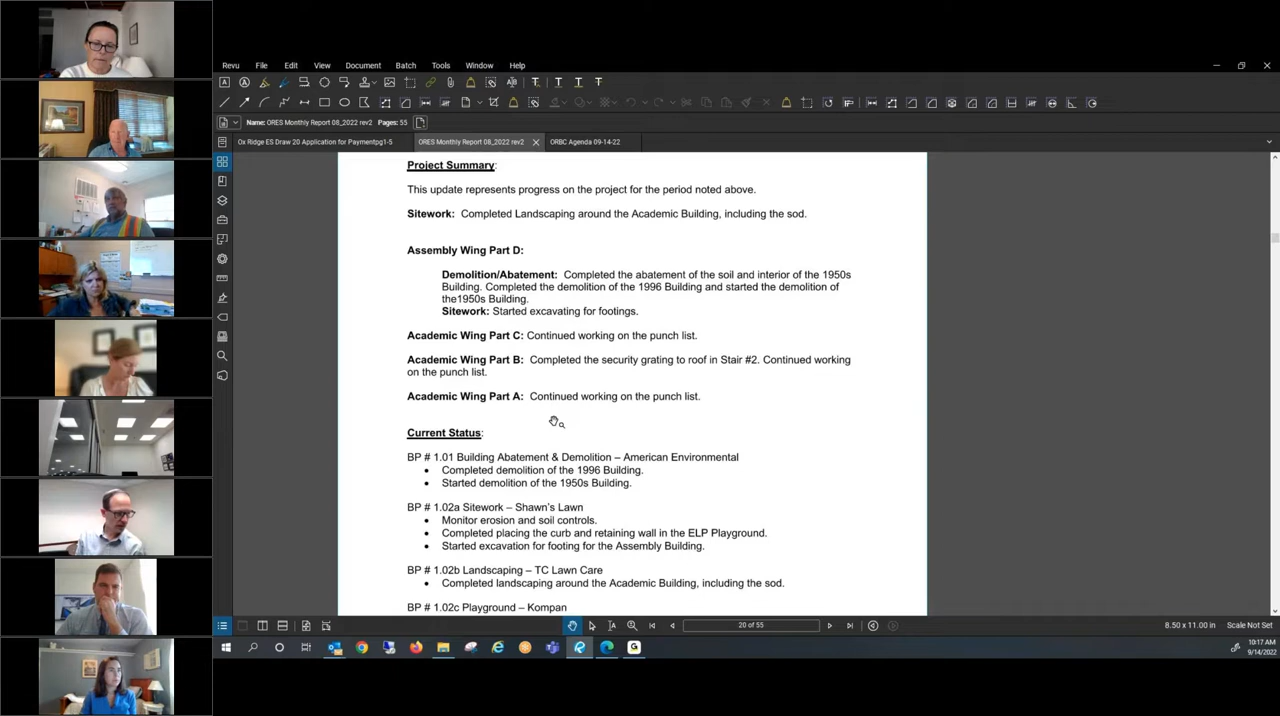 Revu File Edit View Document Batch Tools Window Help
Name: ORES Monthly Report 08_2022 rev2 Pages: 55
Ox Ridge ES Draw 20 Application for Paymentpg1-5
ORES Monthly Report 08_2022 rev2
ORBC Agenda 09-14-22
Project Summary:
This update represents progress on the project for the period noted above.
Sitework: Completed Landscaping around the Academic Building, including the sod.
Assembly Wing Part D:
Demolition/Abatement: Completed the abatement of the soil and interior of the 1950s
Building. Completed the demolition of the 1996 Building and started the demolition of
the1950s Building.
Sitework: Started excavating for footings.
Academic Wing Part C: Continued working on the punch list.
Academic Wing Part B: Completed the security grating to roof in Stair #2. Continued working
on the punch list.
Academic Wing Part A: Continued working on the punch list.
Current Status:
BP # 1.01 Building Abatement & Demolition – American Environmental
• Completed demolition of the 1996 Building.
• Started demolition of the 1950s Building.
BP # 1.02a Sitework – Shawn's Lawn
• Monitor erosion and soil controls.
• Completed placing the curb and retaining wall in the ELP Playground.
• Started excavation for footing for the Assembly Building.
BP # 1.02b Landscaping – TC Lawn Care
• Completed landscaping around the Academic Building, including the sod.
BP # 1.02c Playground – Kompan
20 of 55
8.50 x 11.00 in
Scale Not Set
10:17 AM
9/14/2022